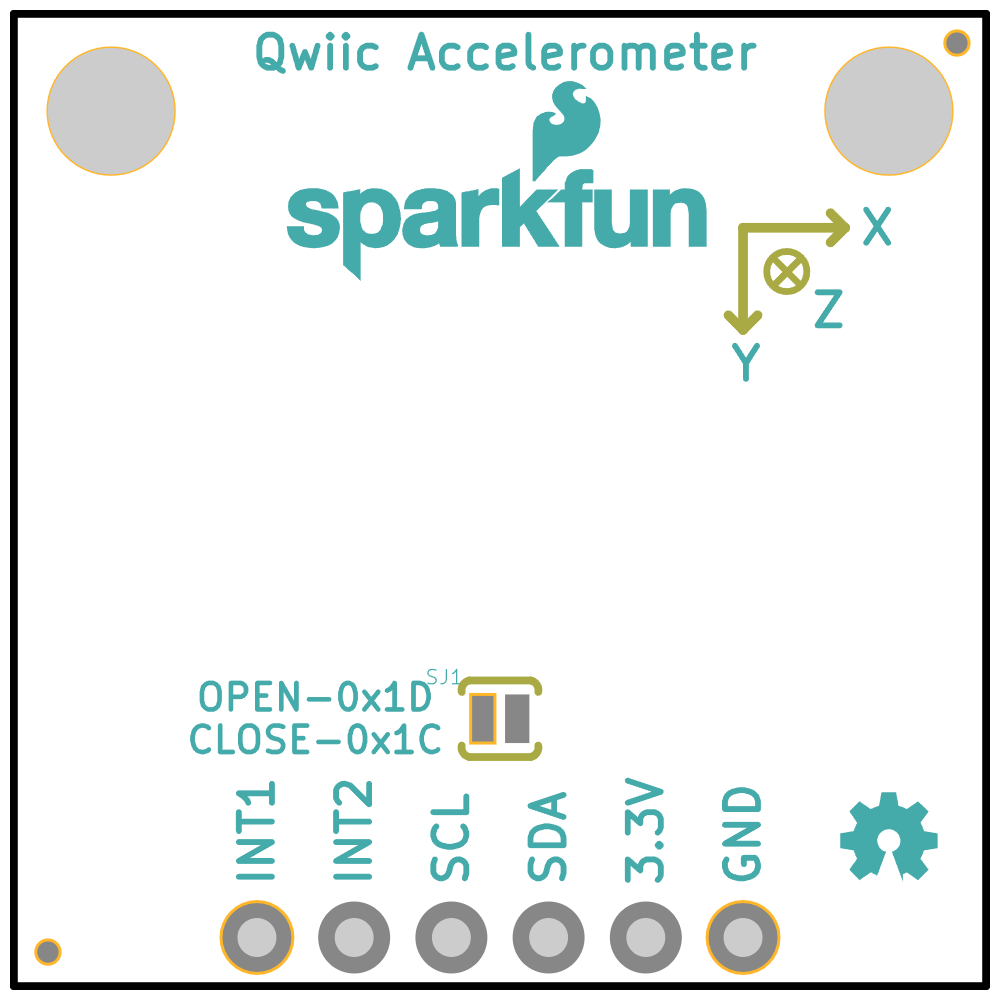 Qwiic Accelerometer
sparkfun
X
Z
Y
SJ1
OPEN-0x1D
CLOSE-0x1C
INT1
INT2
SCL
SDA
3.3V
GND